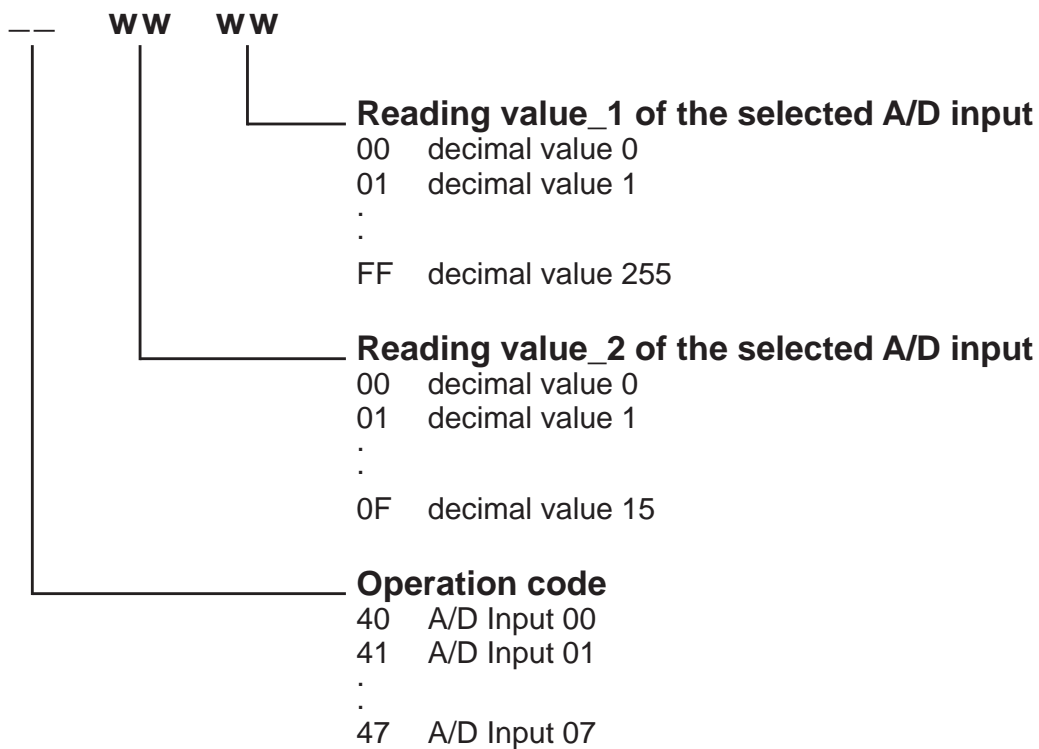 __ WW WW
Reading value_1 of the selected A/D input
00 decimal value 0
01 decimal value 1
.
.
FF decimal value 255
Reading value_2 of the selected A/D input
00 decimal value 0
01 decimal value 1
.
.
0F decimal value 15
Operation code
40 A/D Input 00
41 A/D Input 01
.
.
47 A/D Input 07